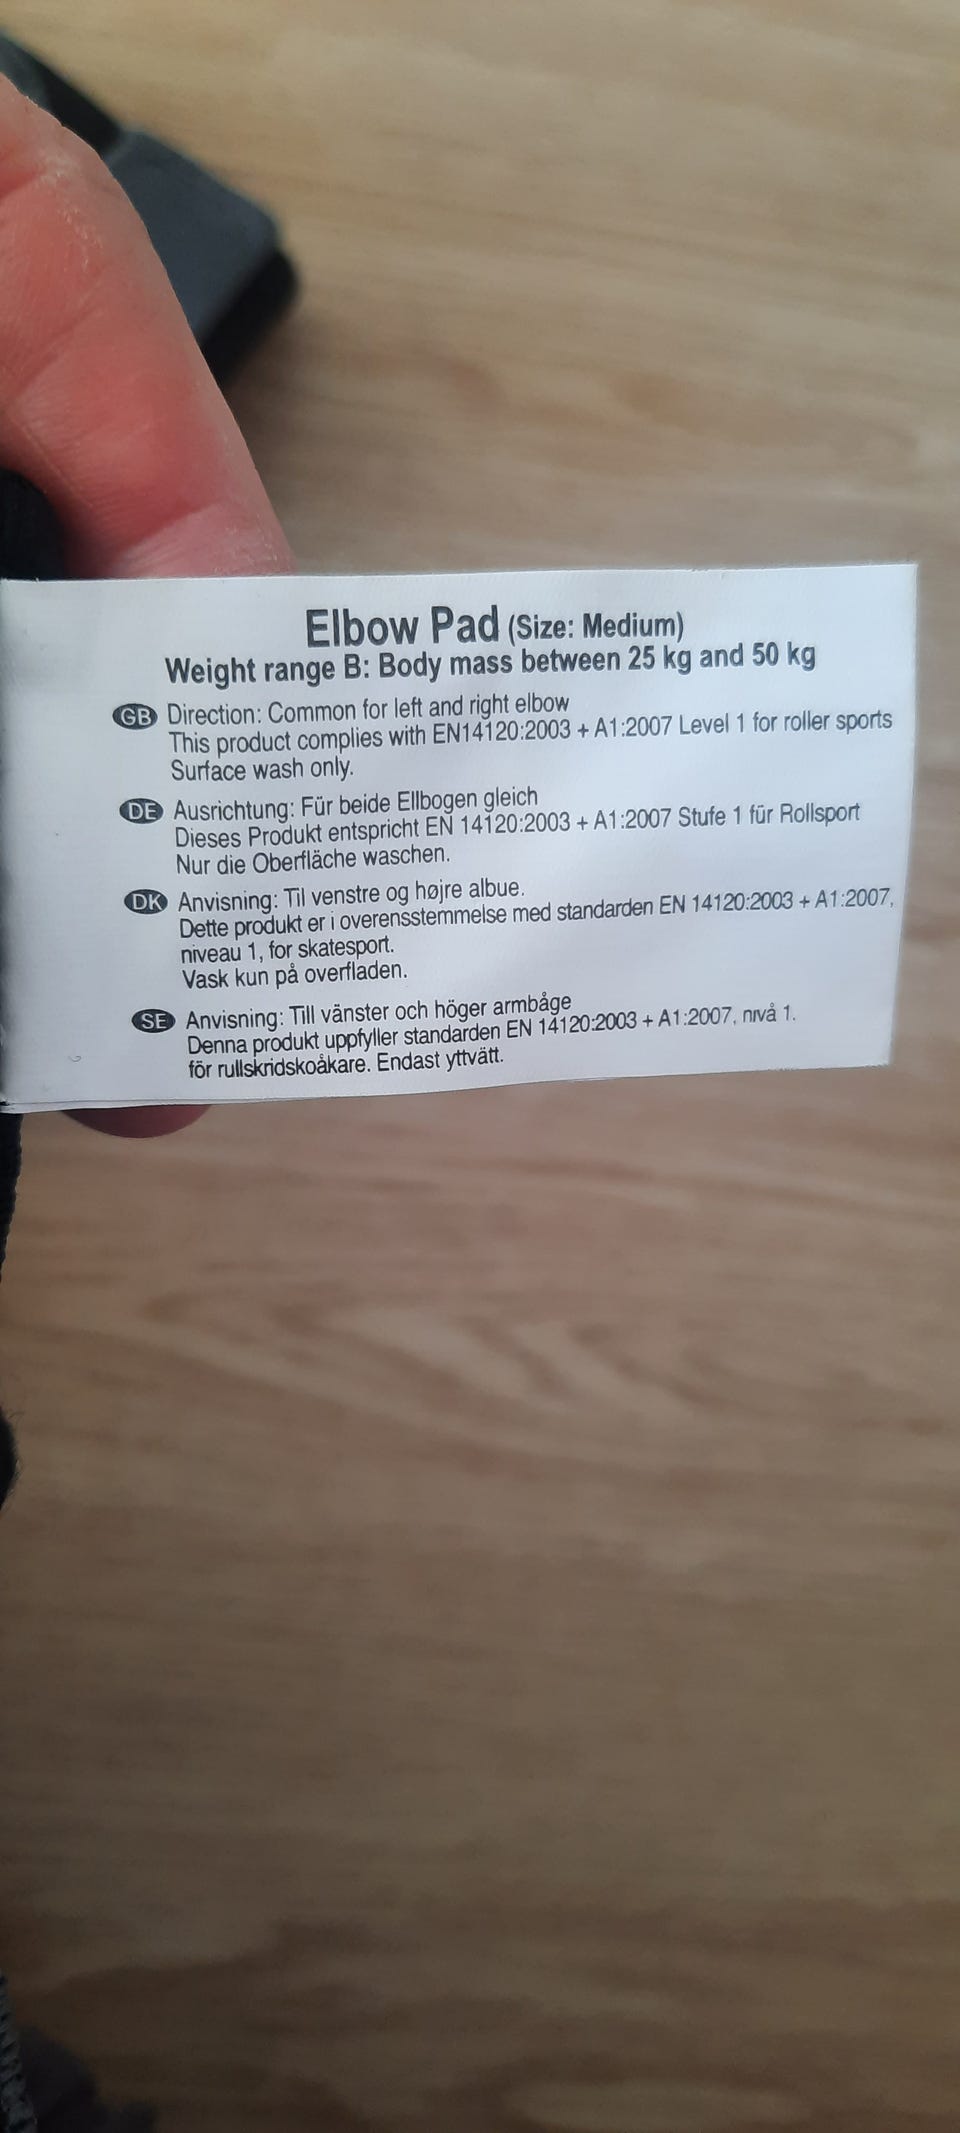 Elbow Pad (Size: Medium)
Weight range B: Body mass between 25 kg and 50 kg
GB Direction: Common for left and right elbow
This product complies with EN14120:2003 + A1:2007 Level 1 for roller sports
Surface wash only.
DE Ausrichtung: Für beide Ellbogen gleich
Dieses Produkt entspricht EN 14120:2003 + A1:2007 Stufe 1 für Rollsport
Nur die Oberfläche waschen.
DK Anvisning: Til venstre og højre albue.
Dette produkt er i overensstemmelse med standarden EN 14120:2003 + A1:2007,
niveau 1, for skatesport.
Vask kun på overfladen.
SE Anvisning: Till vänster och höger armbåge
Denna produkt uppfyller standarden EN 14120:2003 + A1:2007, nivå 1.
för rullskridskoåkare. Endast yttvätt.